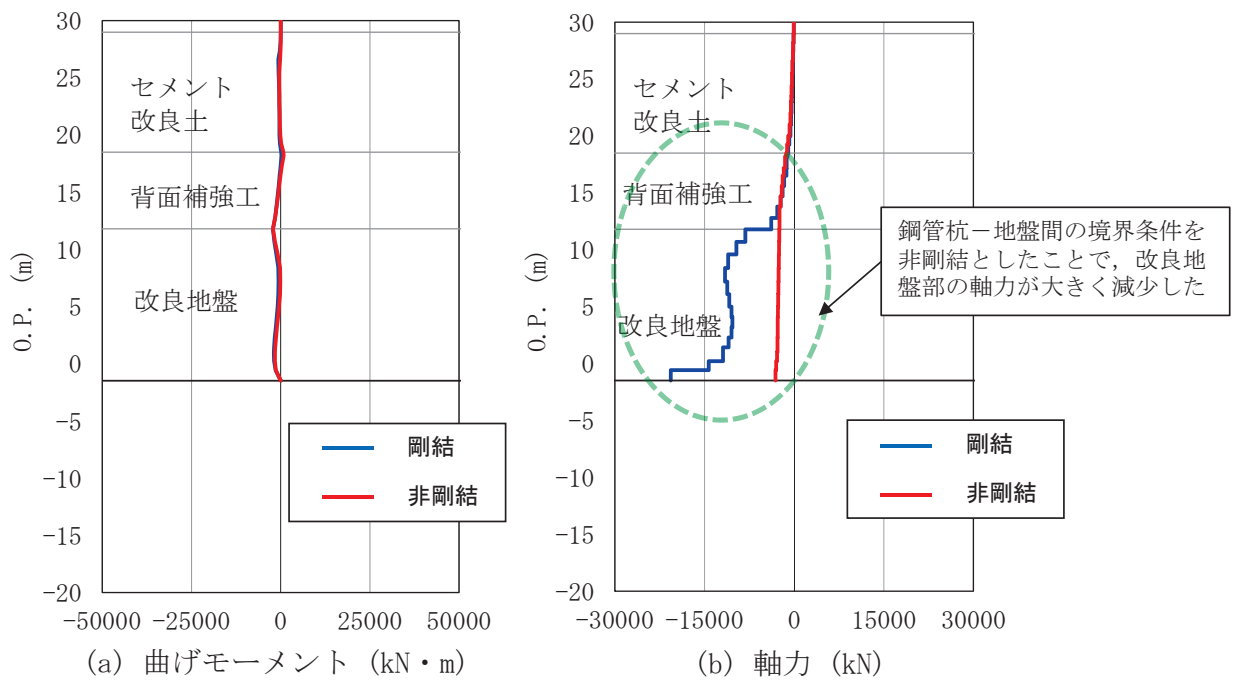 30
25
20
15
10
5
0
-5
-10
-15
-20
O.P. (m)
セメント
改良土
背面補強工
改良地盤
剛結
非剛結
-50000
-25000
0
25000
50000
(a) 曲げモーメント (kN・m)
30
25
20
15
10
5
0
-5
-10
-15
-20
O.P. (m)
セメント
改良土
背面補強工
改良地盤
鋼管杭－地盤間の境界条件を
非剛結としたことで，改良地
盤部の軸力が大きく減少した
剛結
非剛結
-30000
-15000
0
15000
30000
(b) 軸力 (kN)